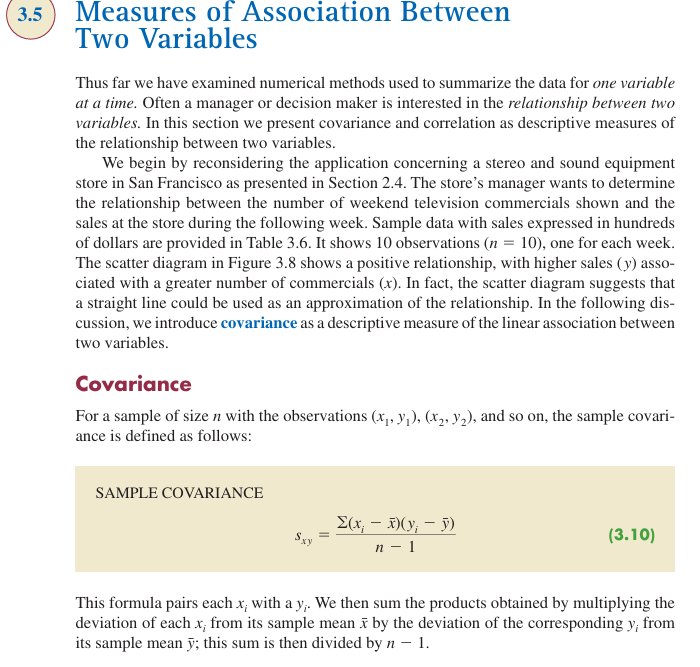 3.5
Measures of Association Between
Two Variables
Thus far we have examined numerical methods used to summarize the data for one variable
at a time. Often a manager or decision maker is interested in the relationship between two
variables. In this section we present covariance and correlation as descriptive measures of
the relationship between two variables.
We begin by reconsidering the application concerning a stereo and sound equipment
store in San Francisco as presented in Section 2.4. The store's manager wants to determine
the relationship between the number of weekend television commercials shown and the
sales at the store during the following week. Sample data with sales expressed in hundreds
of dollars are provided in Table 3.6. It shows 10 observations (n = 10), one for each week.
The scatter diagram in Figure 3.8 shows a positive relationship, with higher sales (y) asso-
ciated with a greater number of commercials (x). In fact, the scatter diagram suggests that
a straight line could be used as an approximation of the relationship. In the following dis-
cussion, we introduce covariance as a descriptive measure of the linear association between
two variables.
Covariance
For a sample of size n with the observations (x₁, y₁), (x₂, y₂), and so on, the sample covari-
ance is defined as follows:
SAMPLE COVARIANCE
sₓᵧ = Σ(xᵢ − x̄)(yᵢ − ȳ) / n − 1 (3.10)
This formula pairs each xᵢ with a yᵢ. We then sum the products obtained by multiplying the
deviation of each xᵢ from its sample mean x̄ by the deviation of the corresponding yᵢ from
its sample mean ȳ; this sum is then divided by n − 1.